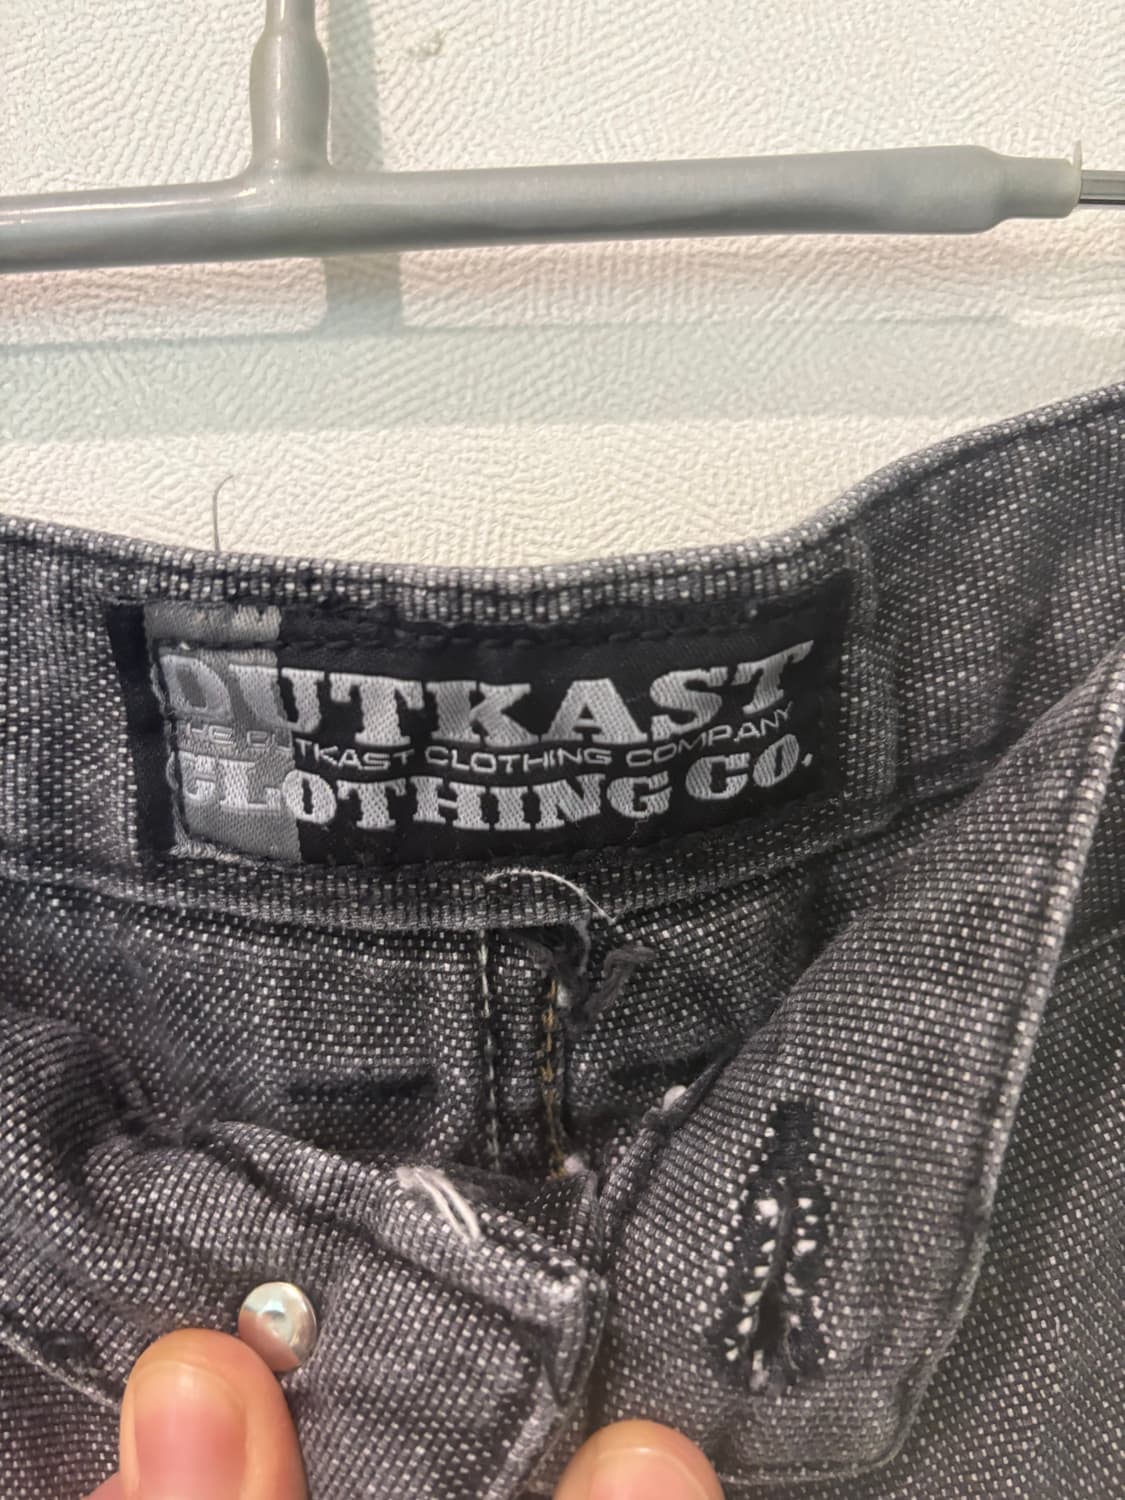 OUTKAST
THE OUTKAST CLOTHING COMPANY
CLOTHING CO.